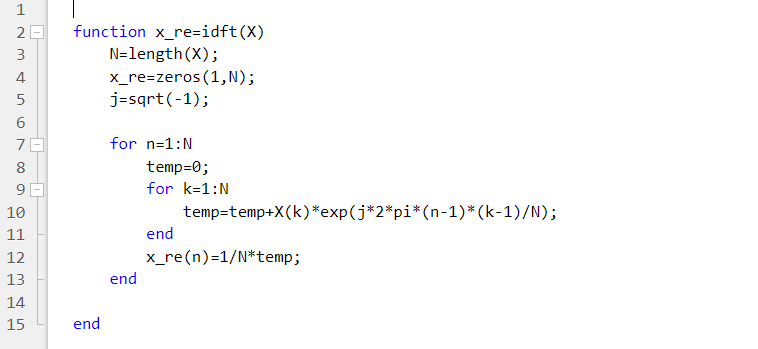 1
2 function x_re=idft(X)
3 N=length(X);
4 x_re=zeros(1,N);
5 j=sqrt(-1);
6
7 for n=1:N
8 temp=0;
9 for k=1:N
10 temp=temp+X(k)*exp(j*2*pi*(n-1)*(k-1)/N);
11 end
12 x_re(n)=1/N*temp;
13 end
14
15 end